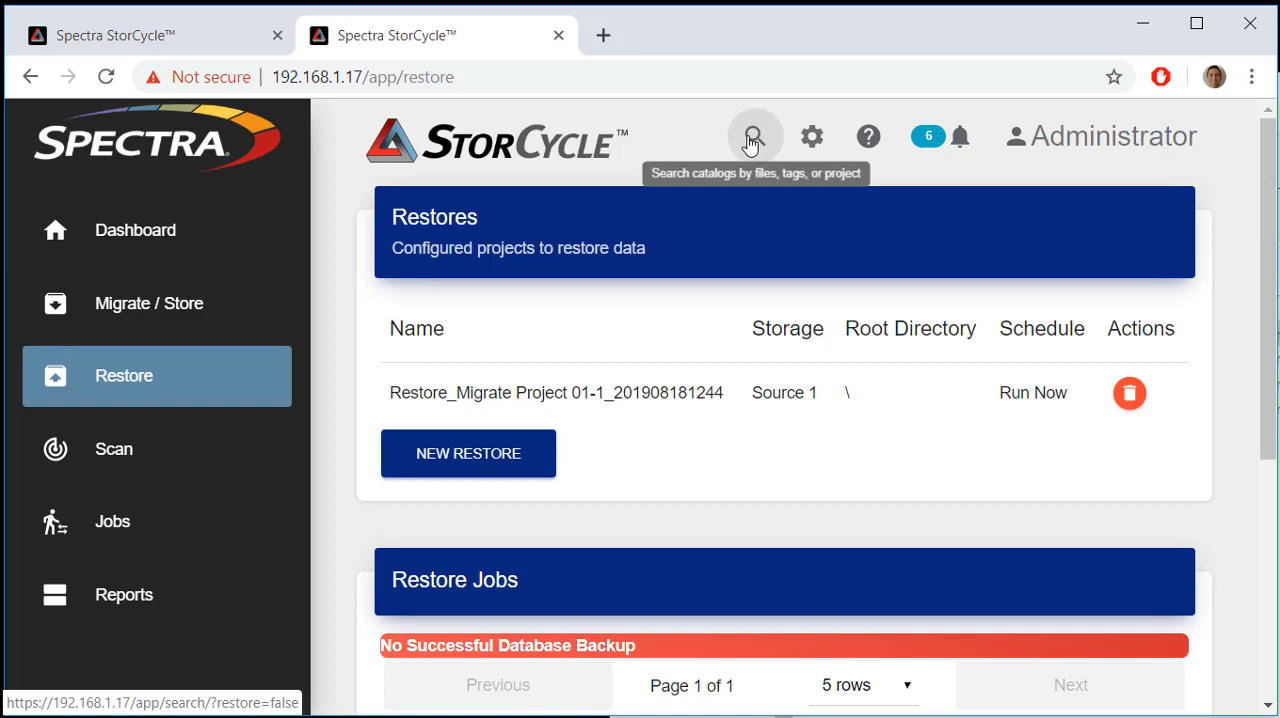 Spectra StorCycle™
Spectra StorCycle™
Not secure
192.168.1.17/app/restore
SPECTRA
STORCYCLE™
6
Administrator
Search catalogs by files, tags, or project
Dashboard
Migrate / Store
Restore
Scan
Jobs
Reports
Restores
Configured projects to restore data
Name Storage Root Directory Schedule Actions
Restore_Migrate Project 01-1_201908181244 Source 1 \ Run Now
NEW RESTORE
Restore Jobs
No Successful Database Backup
Previous Page 1 of 1 5 rows Next
https://192.168.1.17/app/search/?restore=false